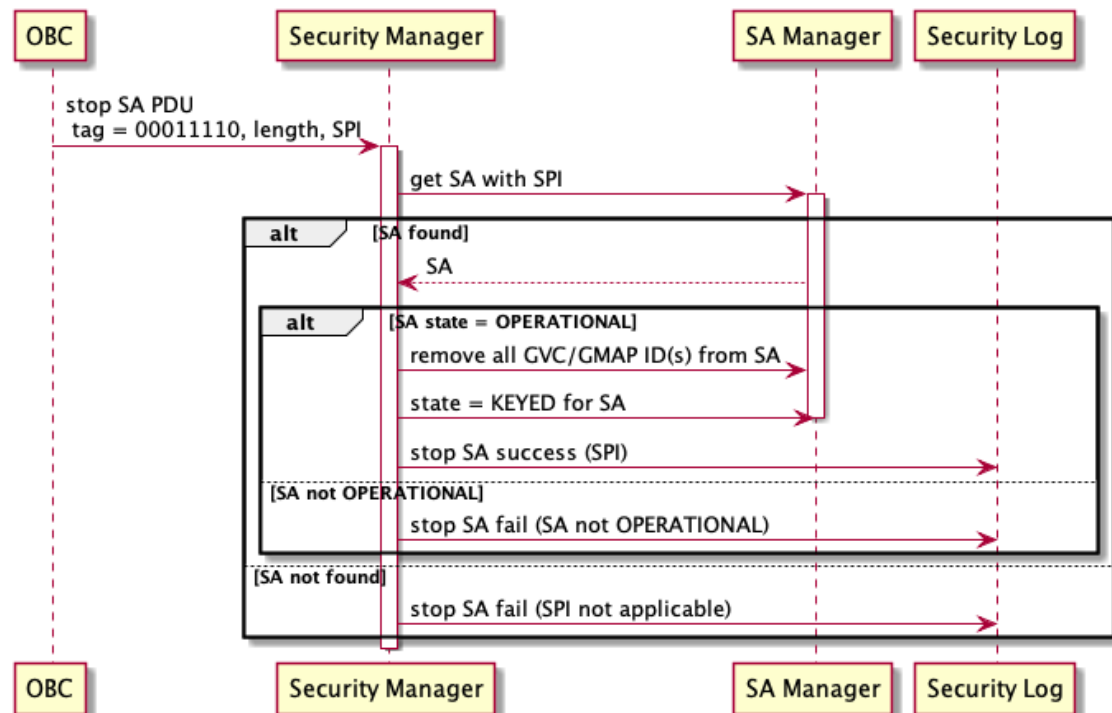 OBC
Security Manager
SA Manager
Security Log
stop SA PDU
tag = 00011110, length, SPI
get SA with SPI
alt
[SA found]
SA
alt
[SA state = OPERATIONAL]
remove all GVC/GMAP ID(s) from SA
state = KEYED for SA
stop SA success (SPI)
[SA not OPERATIONAL]
stop SA fail (SA not OPERATIONAL)
[SA not found]
stop SA fail (SPI not applicable)
OBC
Security Manager
SA Manager
Security Log